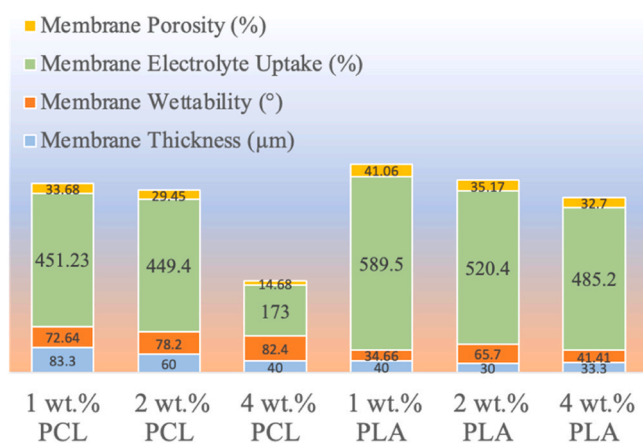 Membrane Porosity (%)
Membrane Electrolyte Uptake (%)
Membrane Wettability (°)
Membrane Thickness (µm)
33.68
451.23
72.64
83.3
29.45
449.4
78.2
60
14.68
173
82.4
40
41.06
589.5
34.66
40
35.17
520.4
65.7
30
32.7
485.2
41.41
33.3
1 wt.%
PCL
2 wt.%
PCL
4 wt.%
PCL
1 wt.%
PLA
2 wt.%
PLA
4 wt.%
PLA